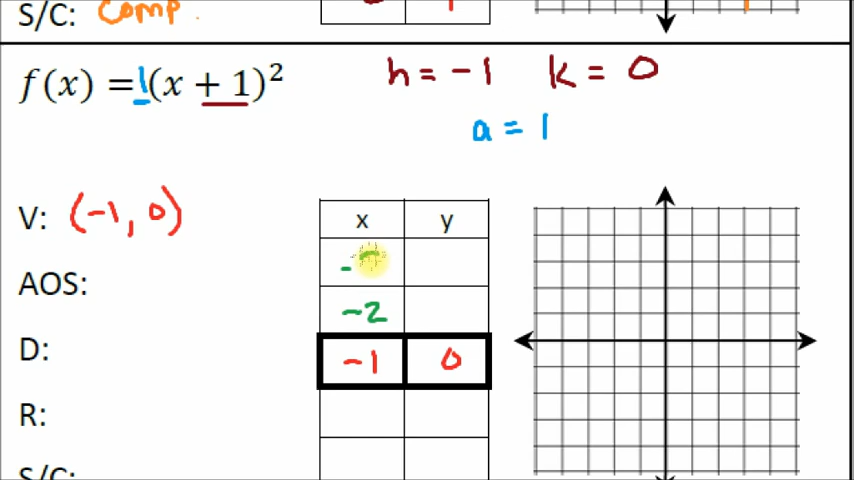 S/C: Comp.
f(x) = 1(x + 1)² h = -1 k = 0
a = 1
V: (-1, 0)
x y
AOS:
-2
D:
-1 0
R:
S/C: